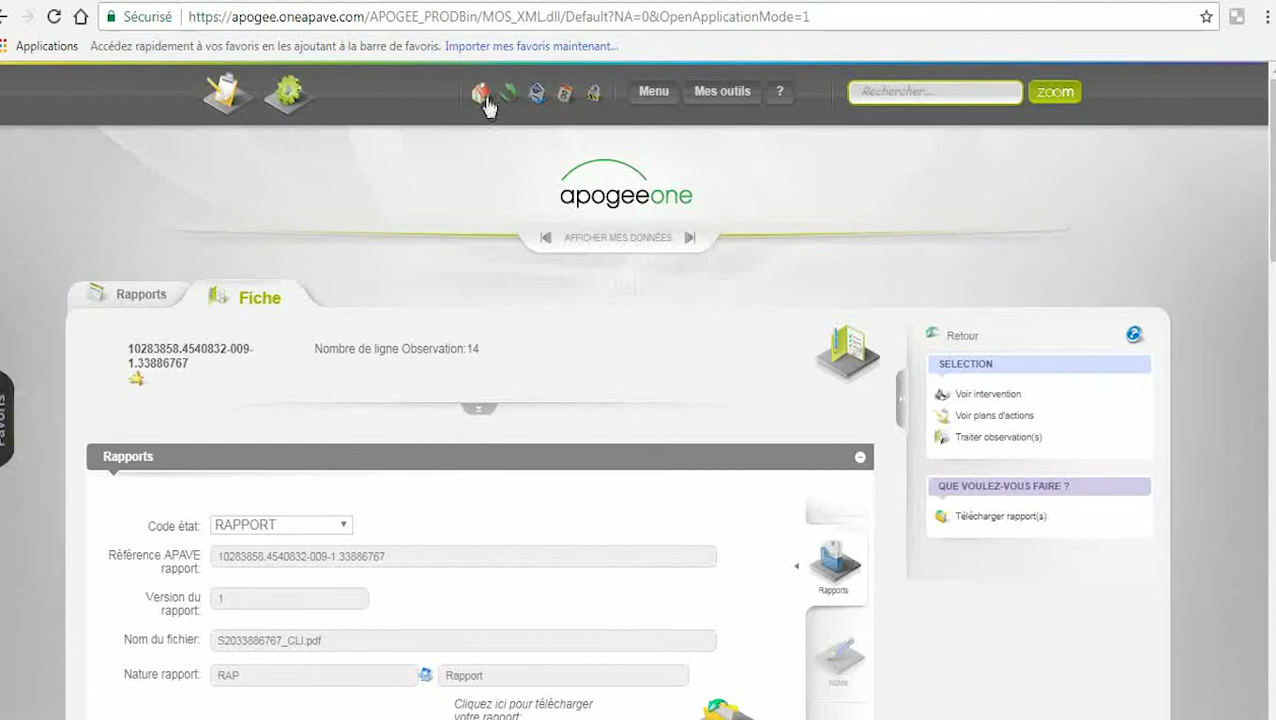 Sécurisé https://apogee.oneapave.com/APOGEE_PRODBin/MOS_XML.dll/Default?NA=0&OpenApplicationMode=1
Applications Accédez rapidement à vos favoris en les ajoutant à la barre de favoris. Importer mes favoris maintenant...
Menu Mes outils ? Rechercher... zoom
apogeeone
AFFICHER MES DONNÉES
Rapports Fiche
10283858.4540832-009-
1.33886767
Nombre de ligne Observation:14
Retour
SELECTION
Voir intervention
Voir plans d'actions
Traiter observation(s)
QUE VOULEZ-VOUS FAIRE ?
Télécharger rapport(s)
Favoris
Rapports
Code état: RAPPORT
Référence APAVE
rapport: 10283858.4540832-009-1.33886767
Version du
rapport: 1
Nom du fichier: S2033886767_CLI.pdf
Nature rapport: RAP Rapport
Cliquez ici pour télécharger
votre rapport:
Rapports
Notes